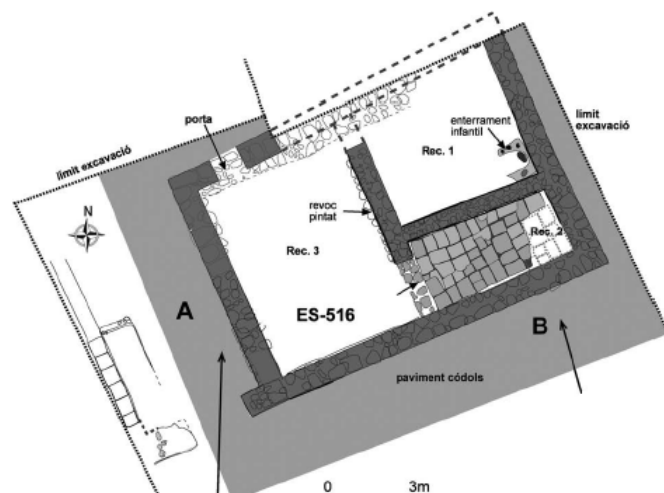 porta
límit excavació
N
revoc
pintat
Rec. 1
enterrament
infantil
límit
excavació
Rec. 3
Rec. 2
A
ES-516
B
paviment códols
0 3m